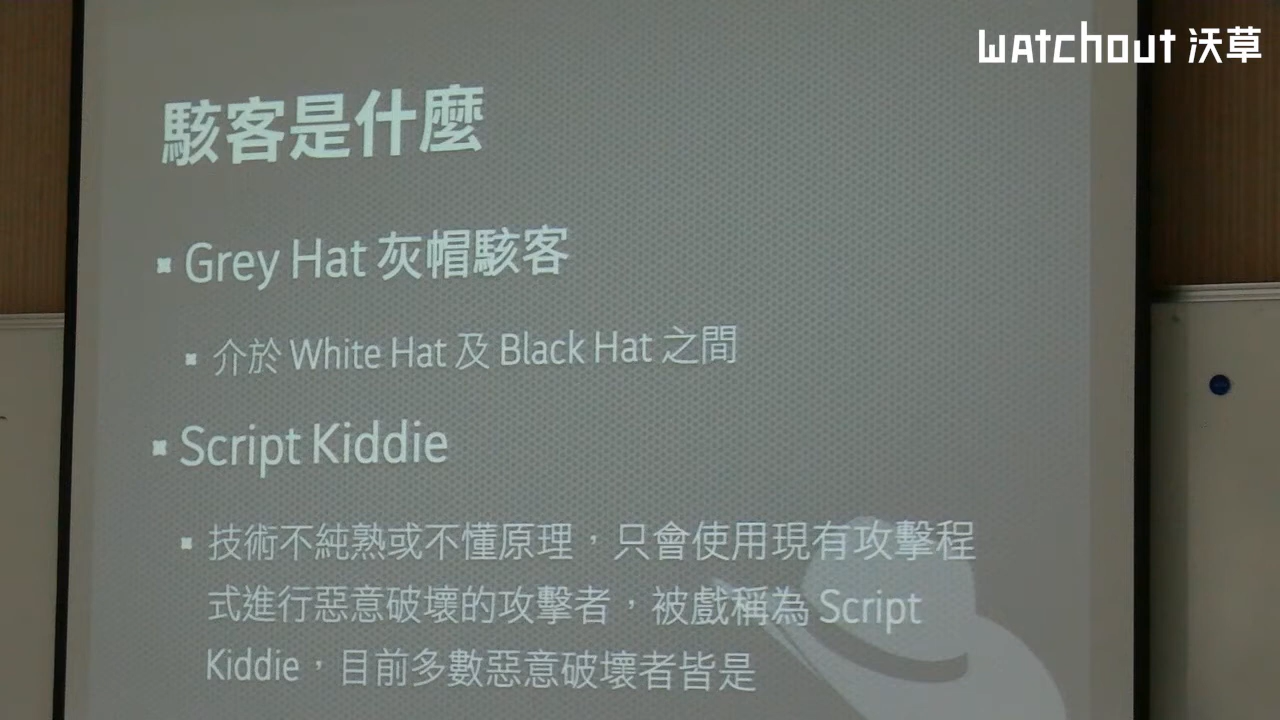 watchout 沃草
駭客是什麼
Grey Hat 灰帽駭客
介於 White Hat 及 Black Hat 之間
Script Kiddie
技術不純熟或不懂原理，只會使用現有攻擊程
式進行惡意破壞的攻擊者，被戲稱為 Script
Kiddie，目前多數惡意破壞者皆是